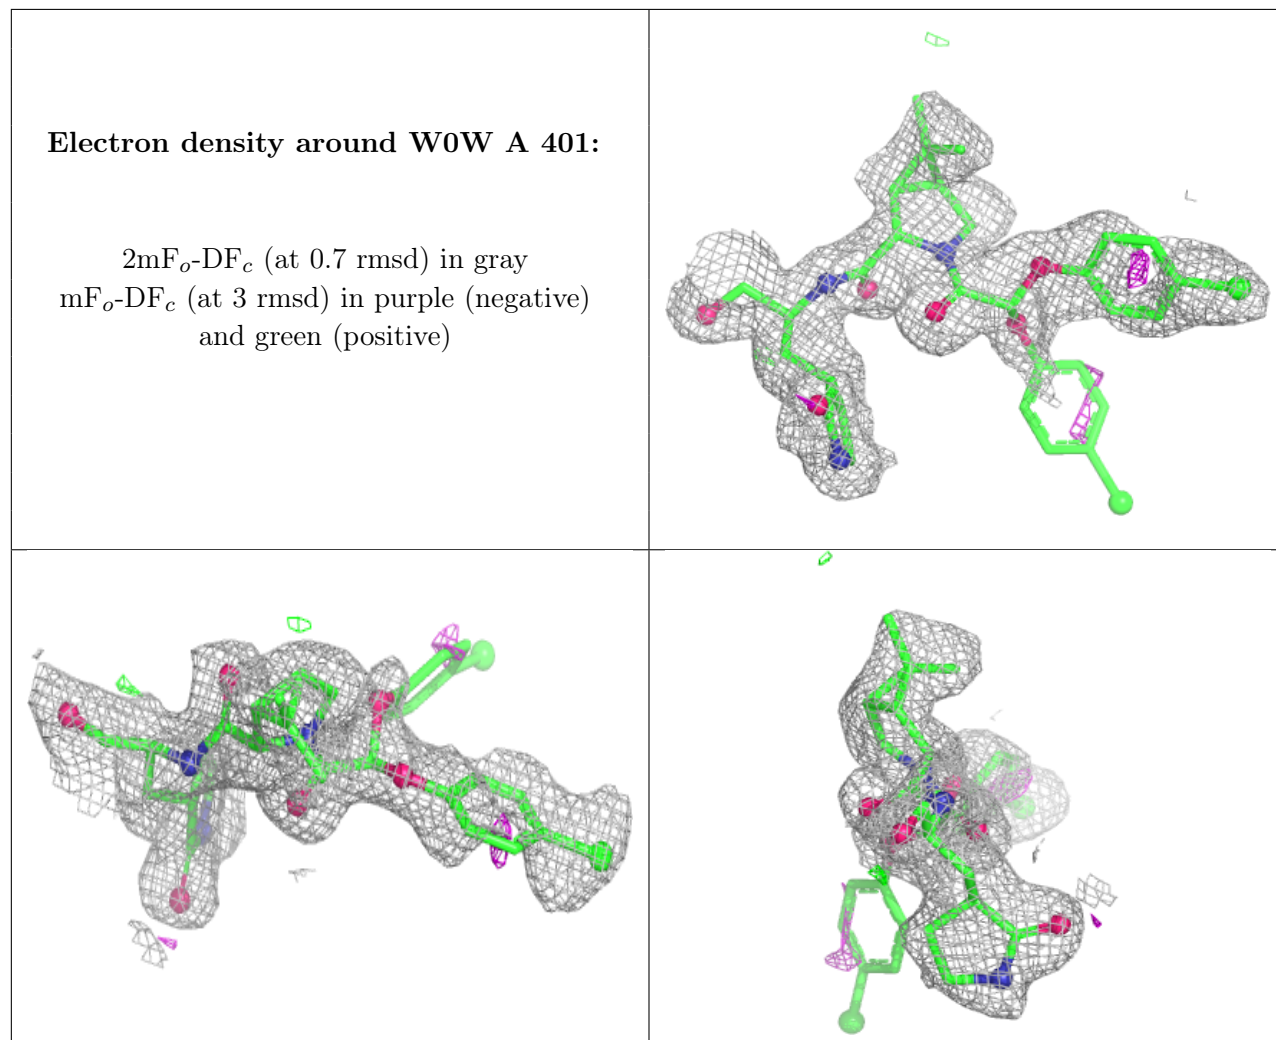 Electron density around W0W A 401:
2mFo-DFc (at 0.7 rmsd) in gray
mFo-DFc (at 3 rmsd) in purple (negative)
and green (positive)